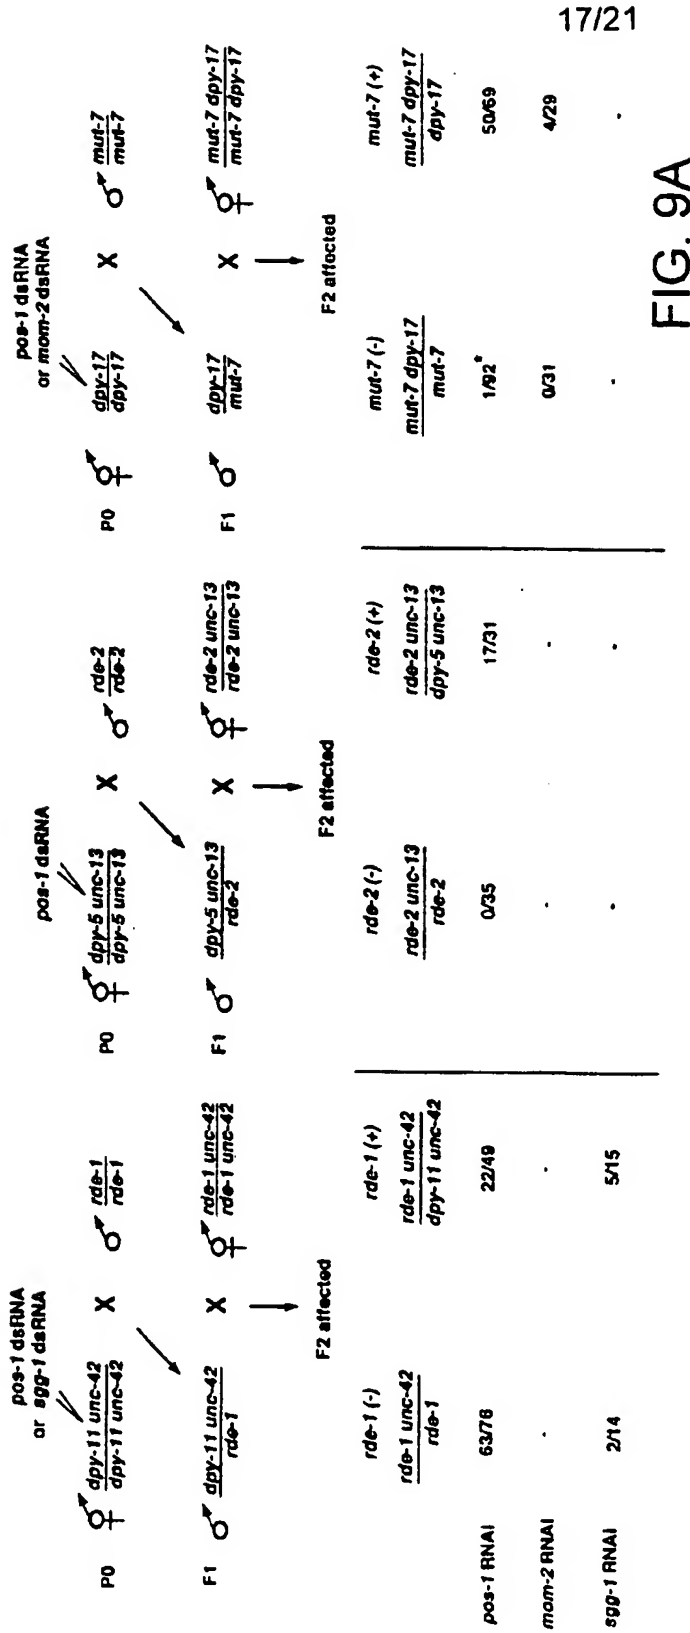 17/21
pos-1 dsRNA
or sgg-1 dsRNA
P0 dpy-11 unc-42 X rde-1
dpy-11 unc-42 rde-1
F1 dpy-11 unc-42 X rde-1 unc-42
rde-1 rde-1 unc-42
F2 affected
pos-1 dsRNA
P0 dpy-5 unc-13 X rde-2
dpy-5 unc-13 rde-2
F1 dpy-5 unc-13 X rde-2 unc-13
rde-2 rde-2 unc-13
F2 affected
pos-1 dsRNA
or mom-2 dsRNA
P0 dpy-17 X mut-7
dpy-17 mut-7
F1 dpy-17 X mut-7 dpy-17
mut-7 mut-7 dpy-17
F2 affected
rde-1 (-) rde-1 (+) rde-2 (-) rde-2 (+) mut-7 (-) mut-7 (+)
rde-1 unc-42 rde-1 unc-42 rde-2 unc-13 rde-2 unc-13 mut-7 dpy-17 mut-7 dpy-17
rde-1 dpy-11 unc-42 rde-2 dpy-5 unc-13 mut-7 dpy-17
pos-1 RNAi 63/76 22/49 0/35 17/31 1/92* 50/69
mom-2 RNAi - - - - 0/31 4/29
sgg-1 RNAi 2/14 5/15 - - - -
FIG. 9A